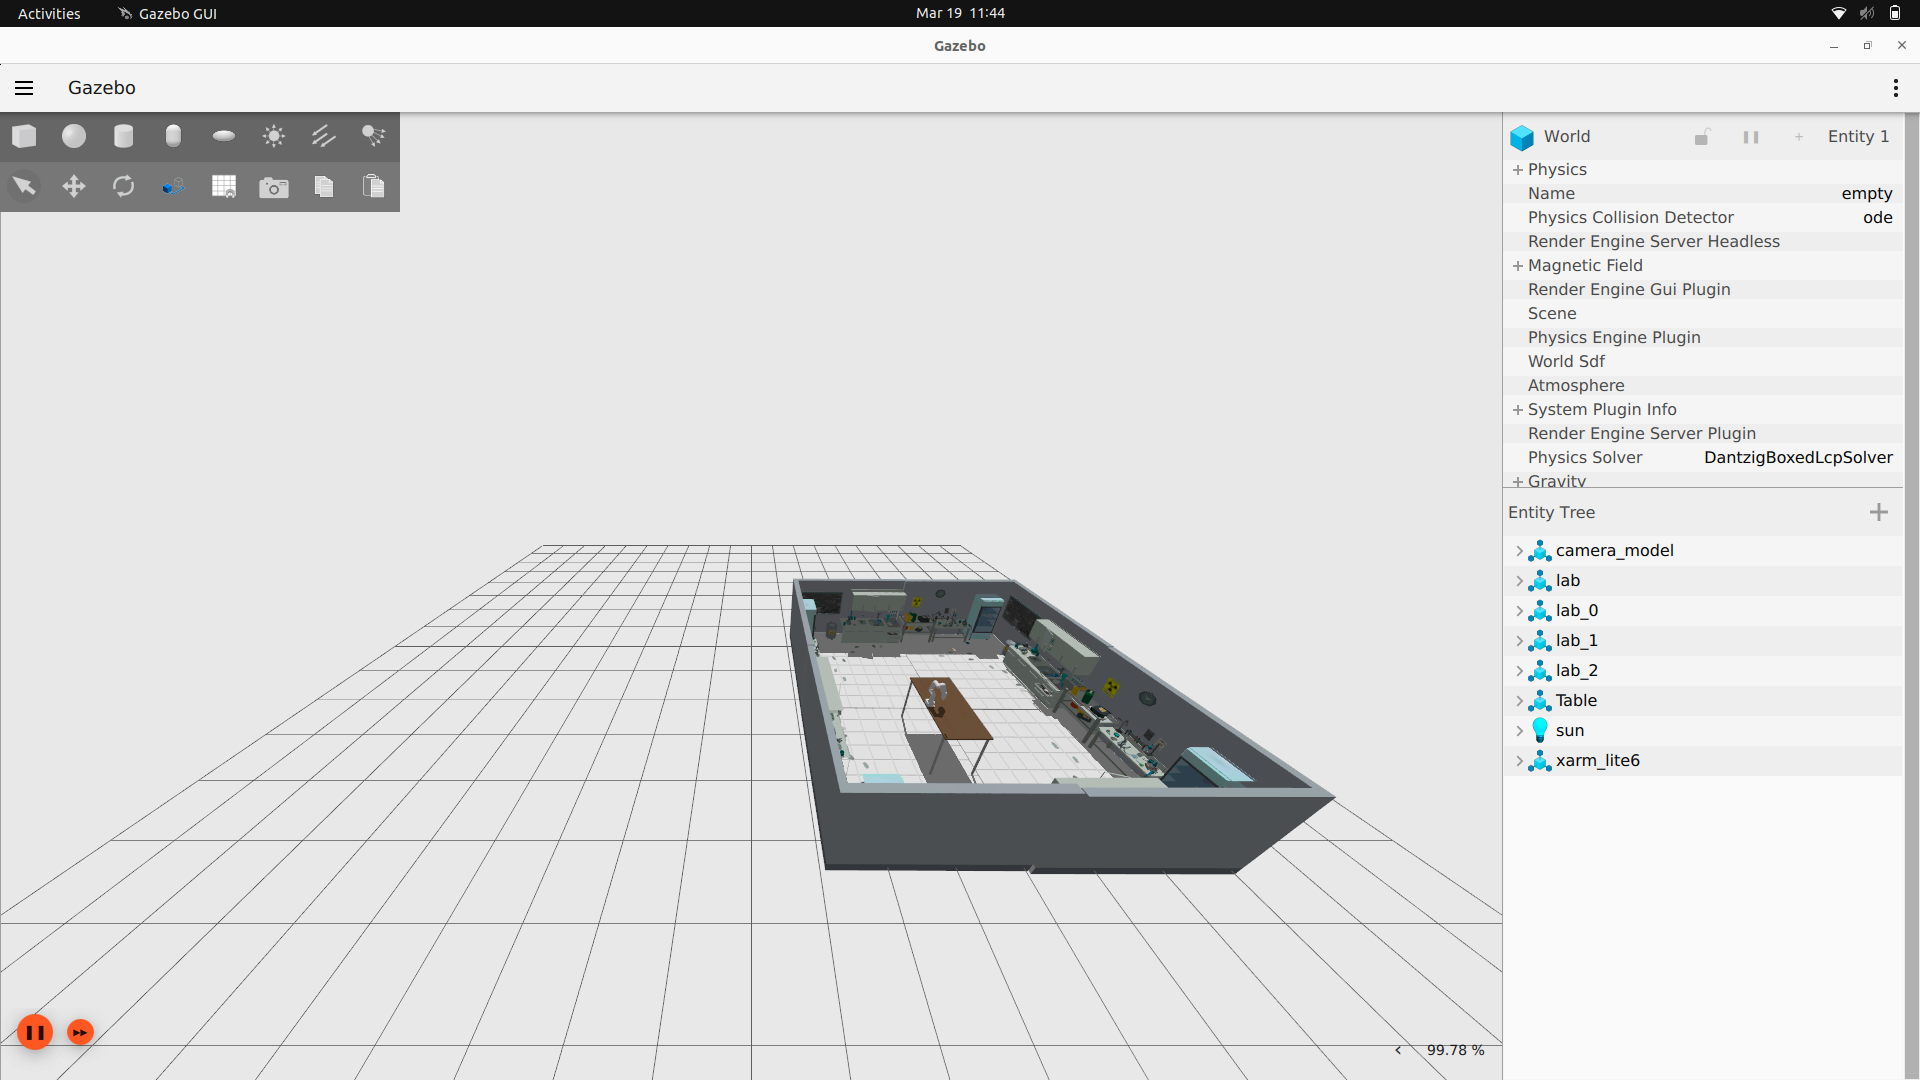 Activities
Gazebo GUI
Mar 19 11:44
Gazebo
Gazebo
World
Entity 1
Physics
Name empty
Physics Collision Detector ode
Render Engine Server Headless
Magnetic Field
Render Engine Gui Plugin
Scene
Physics Engine Plugin
World Sdf
Atmosphere
System Plugin Info
Render Engine Server Plugin
Physics Solver DantzigBoxedLcpSolver
Gravity
Entity Tree
camera_model
lab
lab_0
lab_1
lab_2
Table
sun
xarm_lite6
99.78 %